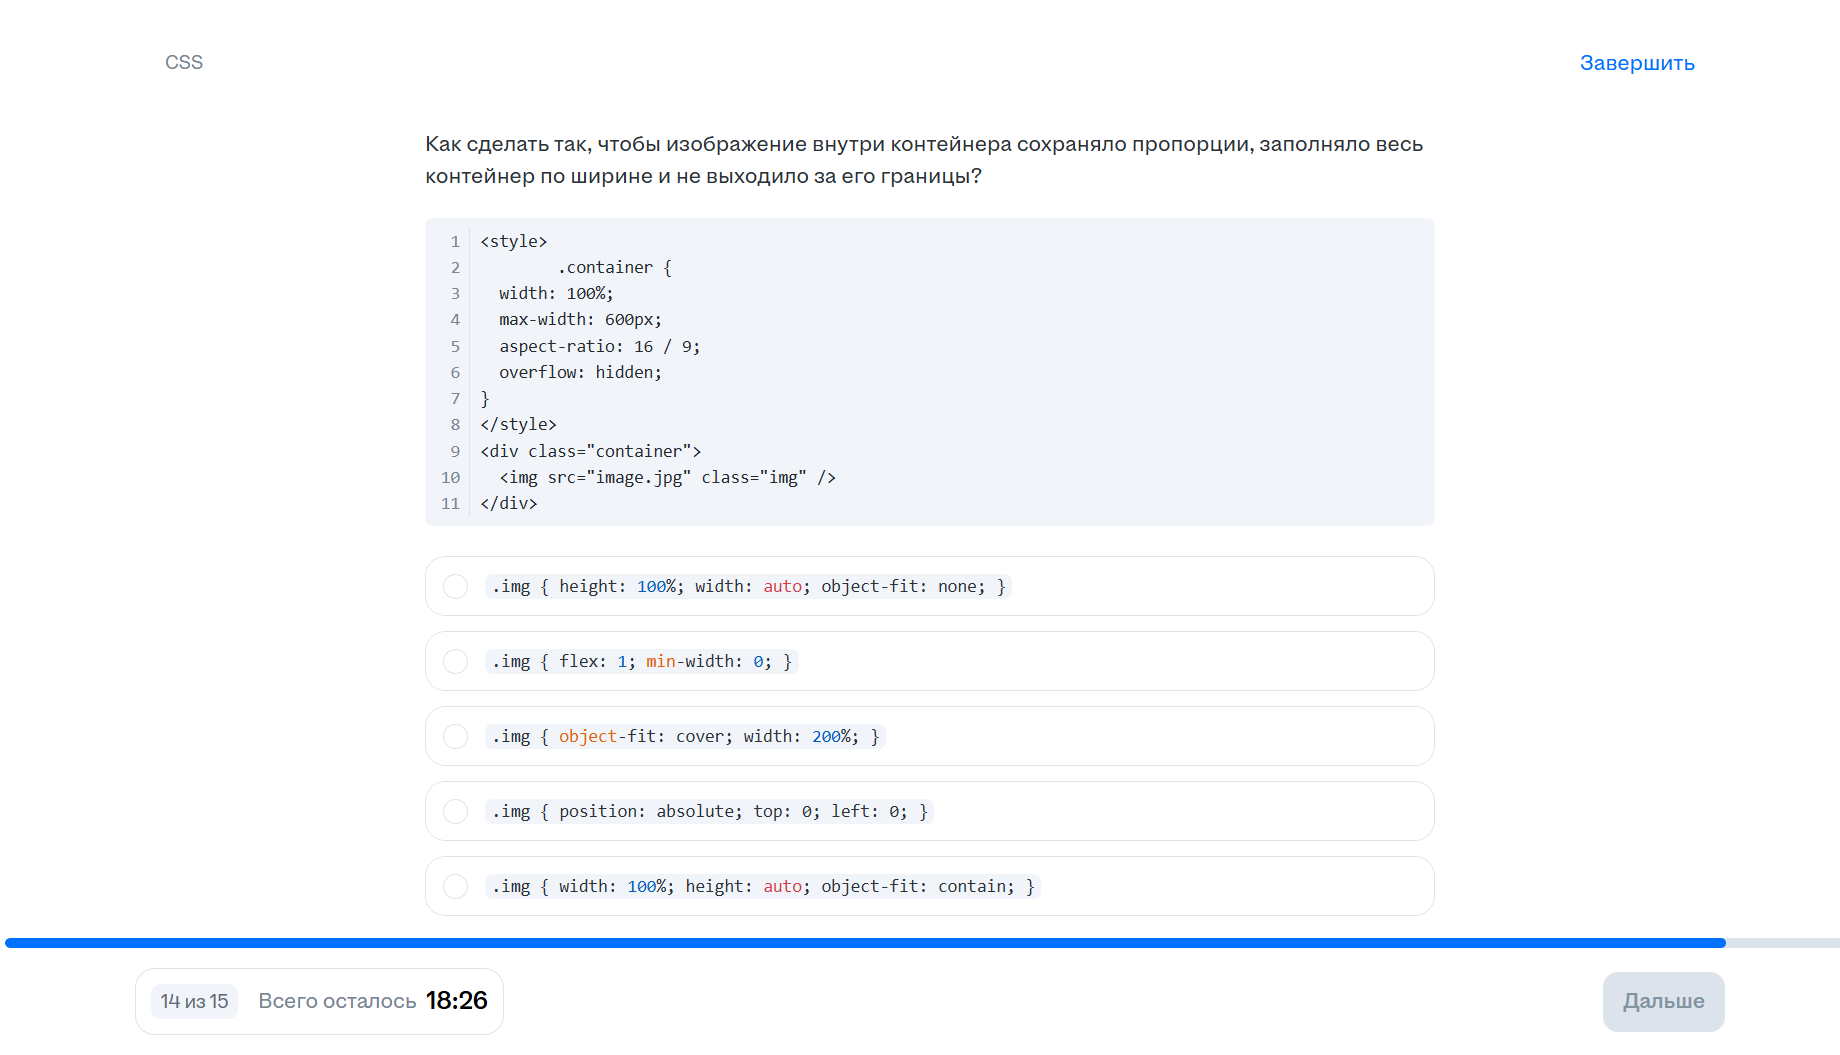 CSS
Завершить
Как сделать так, чтобы изображение внутри контейнера сохраняло пропорции, заполняло весь
контейнер по ширине и не выходило за его границы?
1 <style>
2         .container {
3   width: 100%;
4   max-width: 600px;
5   aspect-ratio: 16 / 9;
6   overflow: hidden;
7 }
8 </style>
9 <div class="container">
10   <img src="image.jpg" class="img" />
11 </div>
.img { height: 100%; width: auto; object-fit: none; }
.img { flex: 1; min-width: 0; }
.img { object-fit: cover; width: 200%; }
.img { position: absolute; top: 0; left: 0; }
.img { width: 100%; height: auto; object-fit: contain; }
14 из 15 Всего осталось 18:26
Дальше